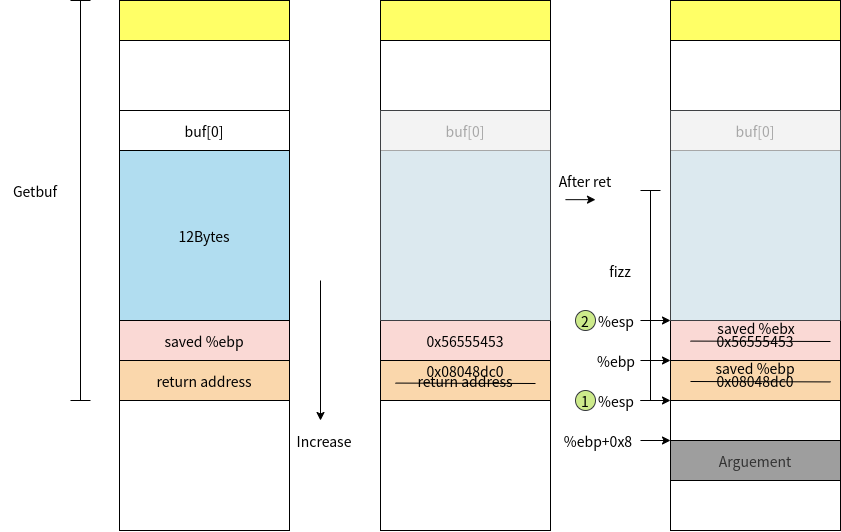 buf[0]
Getbuf
12Bytes
saved %ebp
return address
Increase
buf[0]
0x56555453
0x08048dc0
return address
After ret
fizz
2 %esp
%ebp
1 %esp
%ebp+0x8
buf[0]
saved %ebx
0x56555453
saved %ebp
0x08048dc0
Arguement